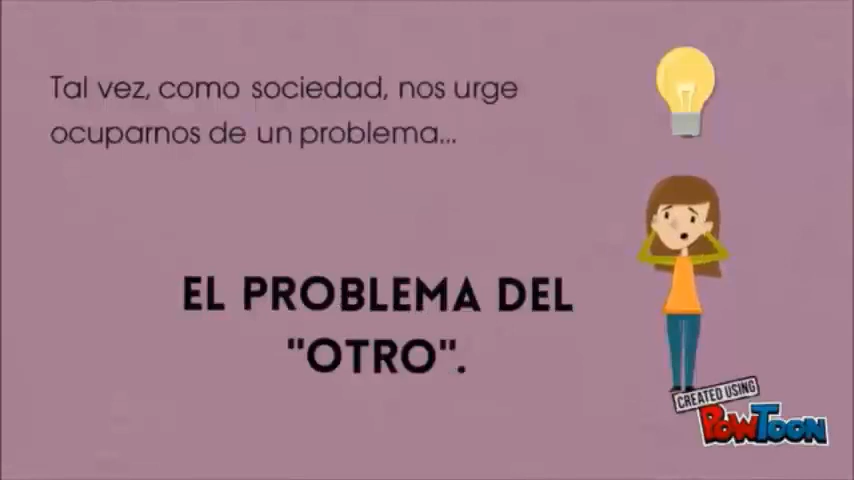 Tal vez, como sociedad, nos urge
ocuparnos de un problema...
EL PROBLEMA DEL
"OTRO".
CREATED USING
POWTOON